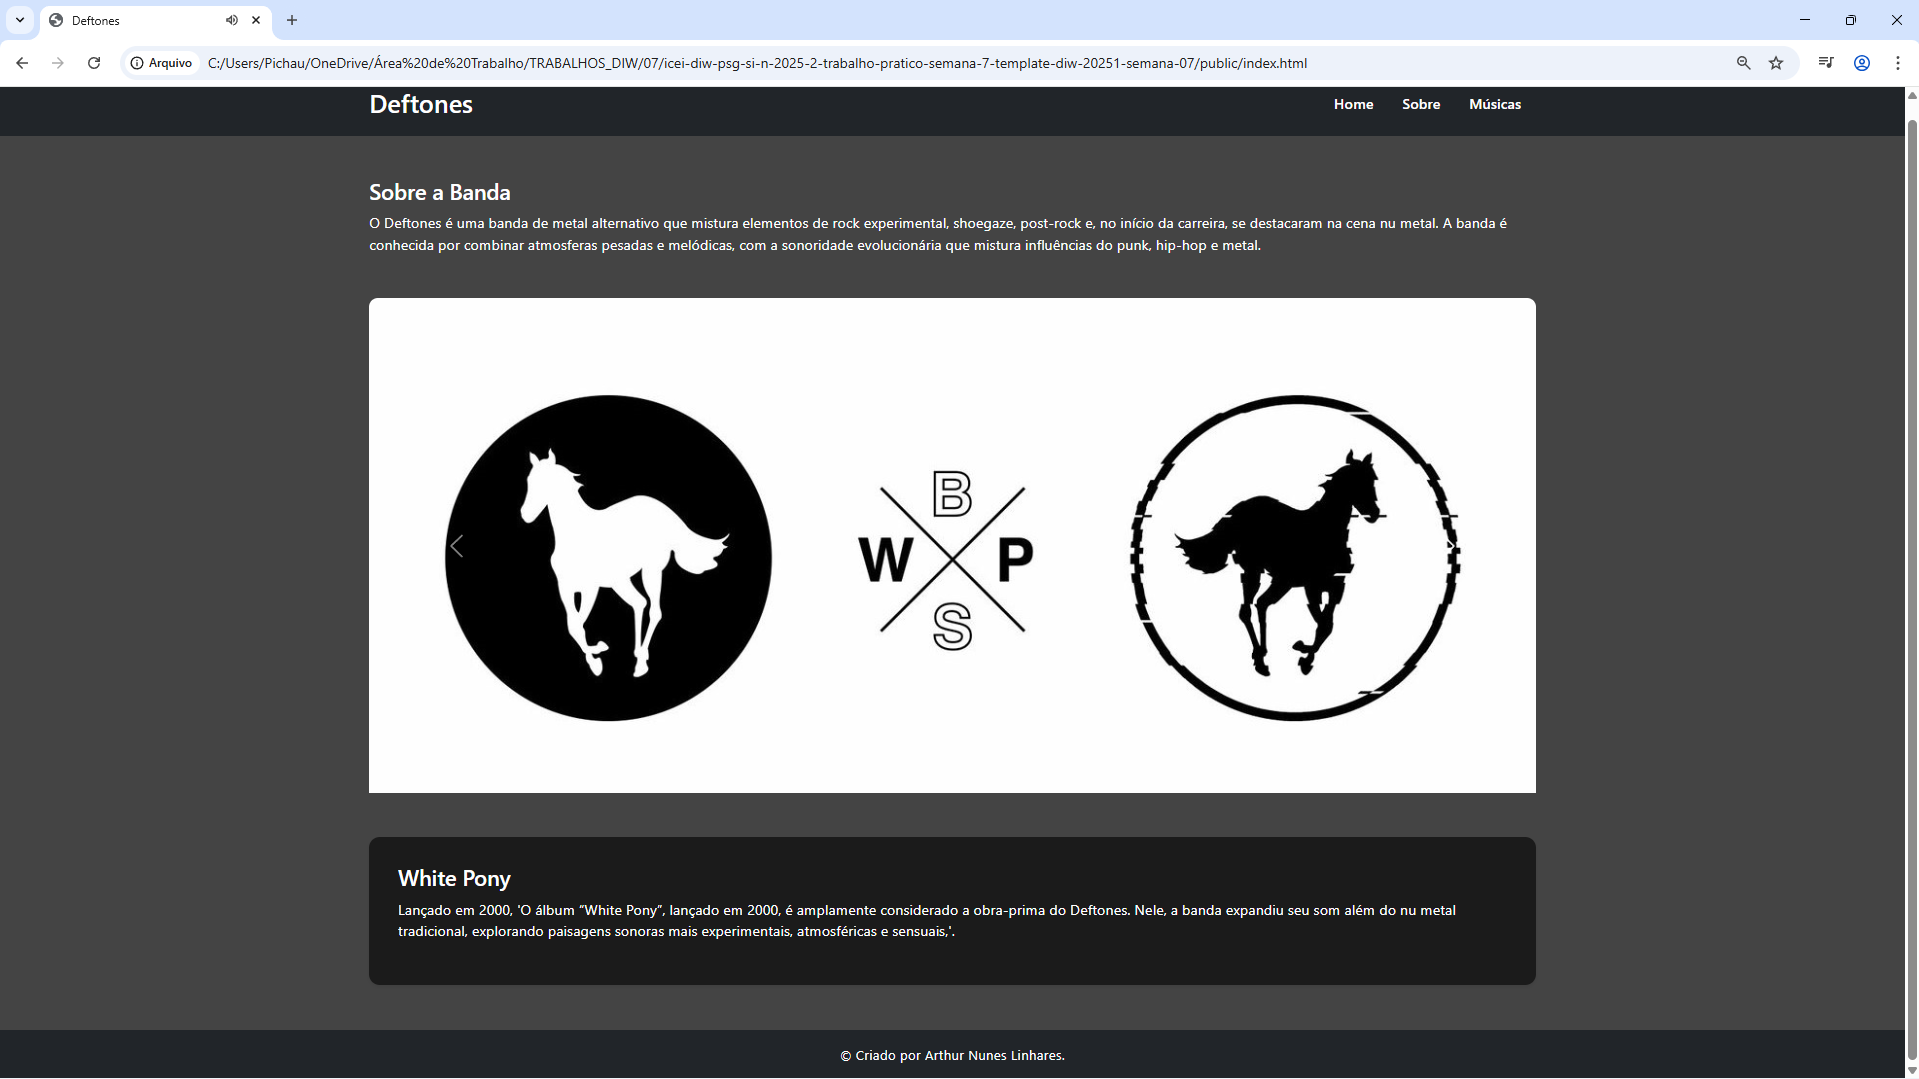 Deftones
Arquivo
C:/Users/Pichau/OneDrive/Área%20de%20Trabalho/TRABALHOS_DIW/07/icei-diw-psg-si-n-2025-2-trabalho-pratico-semana-7-template-diw-20251-semana-07/public/index.html
Deftones
Home
Sobre
Músicas
Sobre a Banda
O Deftones é uma banda de metal alternativo que mistura elementos de rock experimental, shoegaze, post-rock e, no início da carreira, se destacaram na cena nu metal. A banda é
conhecida por combinar atmosferas pesadas e melódicas, com a sonoridade evolucionária que mistura influências do punk, hip-hop e metal.
B
W P
S
White Pony
Lançado em 2000, 'O álbum “White Pony”, lançado em 2000, é amplamente considerado a obra-prima do Deftones. Nele, a banda expandiu seu som além do nu metal
tradicional, explorando paisagens sonoras mais experimentais, atmosféricas e sensuais,'.
© Criado por Arthur Nunes Linhares.